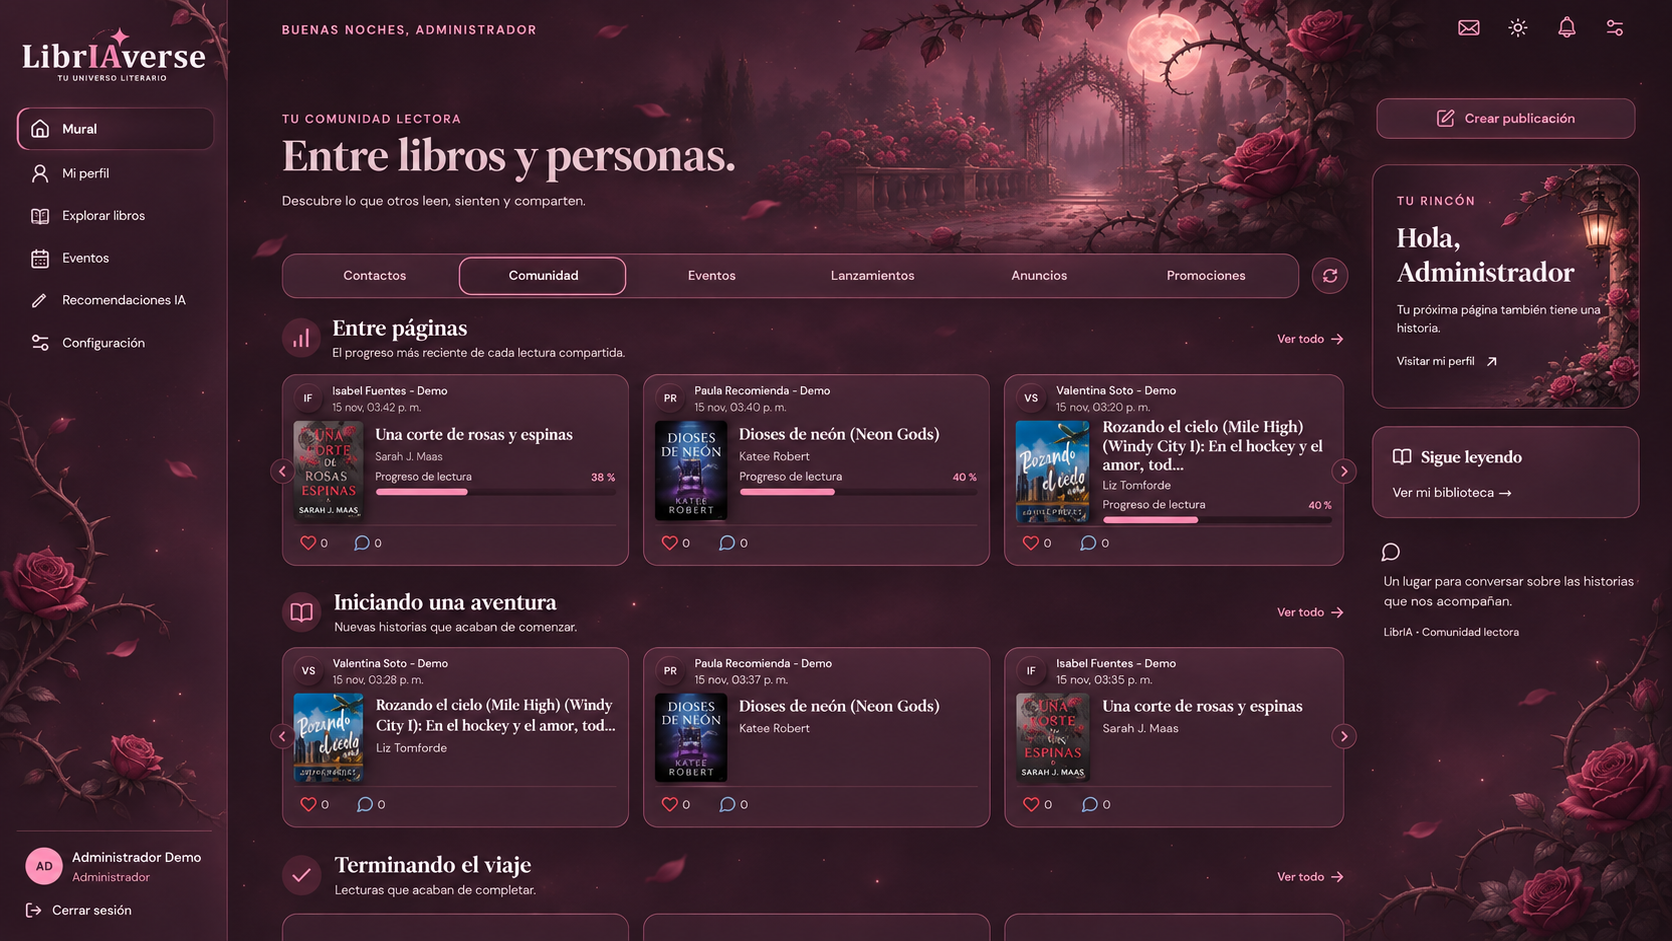 LibrIAverse
TU UNIVERSO LITERARIO
Mural
Mi perfil
Explorar libros
Eventos
Recomendaciones IA
Configuración
AD
Administrador Demo
Administrador
Cerrar sesión
BUENAS NOCHES, ADMINISTRADOR
TU COMUNIDAD LECTORA
Entre libros y personas.
Descubre lo que otros leen, sienten y comparten.
Contactos
Comunidad
Eventos
Lanzamientos
Anuncios
Promociones
Entre páginas
El progreso más reciente de cada lectura compartida.
Ver todo →
IF
Isabel Fuentes - Demo
15 nov, 03.42 p. m.
UNA
CORTE
DE
ROSAS
ESPINAS
SARAH J. MAAS
Una corte de rosas y espinas
Sarah J. Maas
Progreso de lectura
38 %
0
0
PR
Paula Recomienda - Demo
15 nov, 03.40 p. m.
DIOSES
DE NEÓN
KATEE
ROBERT
Dioses de neón (Neon Gods)
Katee Robert
Progreso de lectura
40 %
0
0
VS
Valentina Soto - Demo
15 nov, 03:20 p. m.
Rozando
el cielo
Rozando el cielo (Mile High)
(Windy City I): En el hockey y el
amor, tod...
Liz Tomforde
Progreso de lectura
40 %
0
0
Iniciando una aventura
Nuevas historias que acaban de comenzar.
Ver todo →
VS
Valentina Soto - Demo
15 nov, 03:28 p. m.
Rozando
el cielo
Rozando el cielo (Mile High) (Windy
City I): En el hockey y el amor, tod...
Liz Tomforde
0
0
PR
Paula Recomienda - Demo
15 nov, 03:37 p. m.
DIOSES
DE NEÓN
KATEE
ROBERT
Dioses de neón (Neon Gods)
Katee Robert
0
0
IF
Isabel Fuentes - Demo
15 nov, 03:35 p. m.
UNA
ESPINAS
SARAH J. MAAS
Una corte de rosas y espinas
Sarah J. Maas
0
0
Terminando el viaje
Lecturas que acaban de completar.
Ver todo →
Crear publicación
TU RINCÓN
Hola,
Administrador
Tu próxima página también tiene una
historia.
Visitar mi perfil
Sigue leyendo
Ver mi biblioteca →
Un lugar para conversar sobre las historias
que nos acompañan.
LibrIA • Comunidad lectora